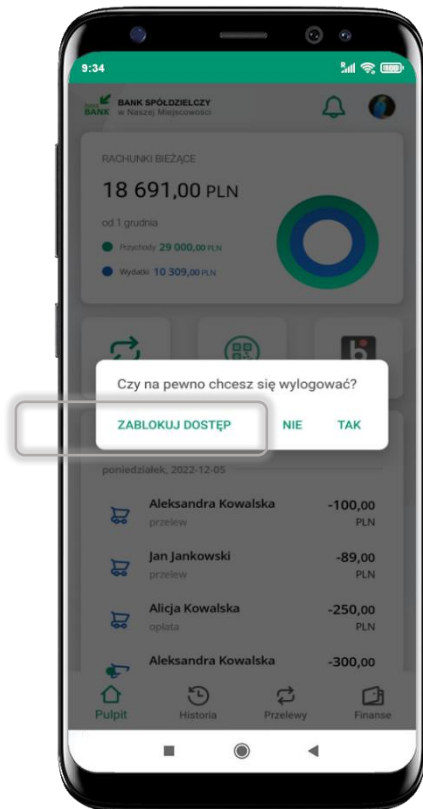 9:34
BANK SPÓŁDZIELCZY
BANK w Naszej Miejscowości
RACHUNKI BIEŻĄCE
18 691,00 PLN
od 1 grudnia
Przychody 29 000,00 PLN
Wydatki 10 309,00 PLN
Czy na pewno chcesz się wylogować?
ZABLOKUJ DOSTĘP NIE TAK
poniedziałek, 2022-12-05
Aleksandra Kowalska -100,00
przelew PLN
Jan Jankowski -89,00
przelew PLN
Alicja Kowalska -250,00
opłata PLN
Aleksandra Kowalska -300,00
Pulpit Historia Przelewy Finanse